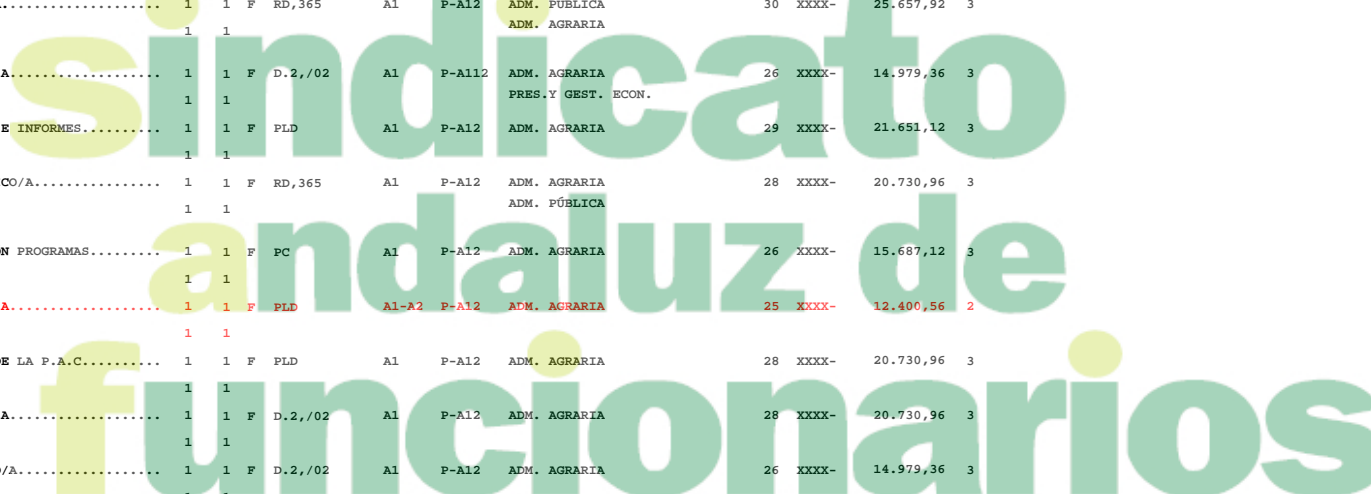 A.................... 1 1 F RD,365 A1 P-A12 ADM. PÚBLICA 30 XXXX- 25.657,92 3
1 1 ADM. AGRARIA
A................... 1 1 F D.2,/02 A1 P-A112 ADM. AGRARIA 26 XXXX- 14.979,36 3
1 1 PRES.Y GEST. ECON.
E INFORMES.......... 1 1 F PLD A1 P-A12 ADM. AGRARIA 29 XXXX- 21.651,12 3
1 1
CO/A................ 1 1 F RD,365 A1 P-A12 ADM. AGRARIA 28 XXXX- 20.730,96 3
1 1 ADM. PÚBLICA
N PROGRAMAS......... 1 1 F PC A1 P-A12 ADM. AGRARIA 26 XXXX- 15.687,12 3
1 1
A................... 1 1 F PLD A1-A2 P-A12 ADM. AGRARIA 25 XXXX- 12.400,56 2
1 1
DE LA P.A.C.......... 1 1 F PLD A1 P-A12 ADM. AGRARIA 28 XXXX- 20.730,96 3
1 1
A................... 1 1 F D.2,/02 A1 P-A12 ADM. AGRARIA 28 XXXX- 20.730,96 3
1 1
O/A.................. 1 1 F D.2,/02 A1 P-A12 ADM. AGRARIA 26 XXXX- 14.979,36 3
sindicato
andaluz de
funcionarios